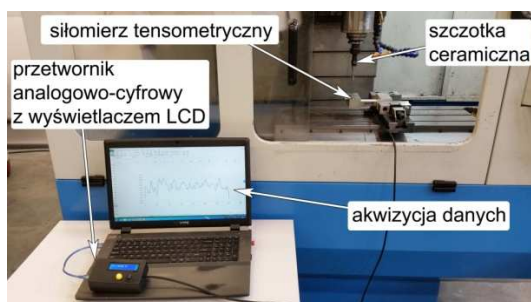 siłomierz tensometryczny
szczotka
ceramiczna
przetwornik
analogowo-cyfrowy
z wyświetlaczem LCD
akwizycja danych